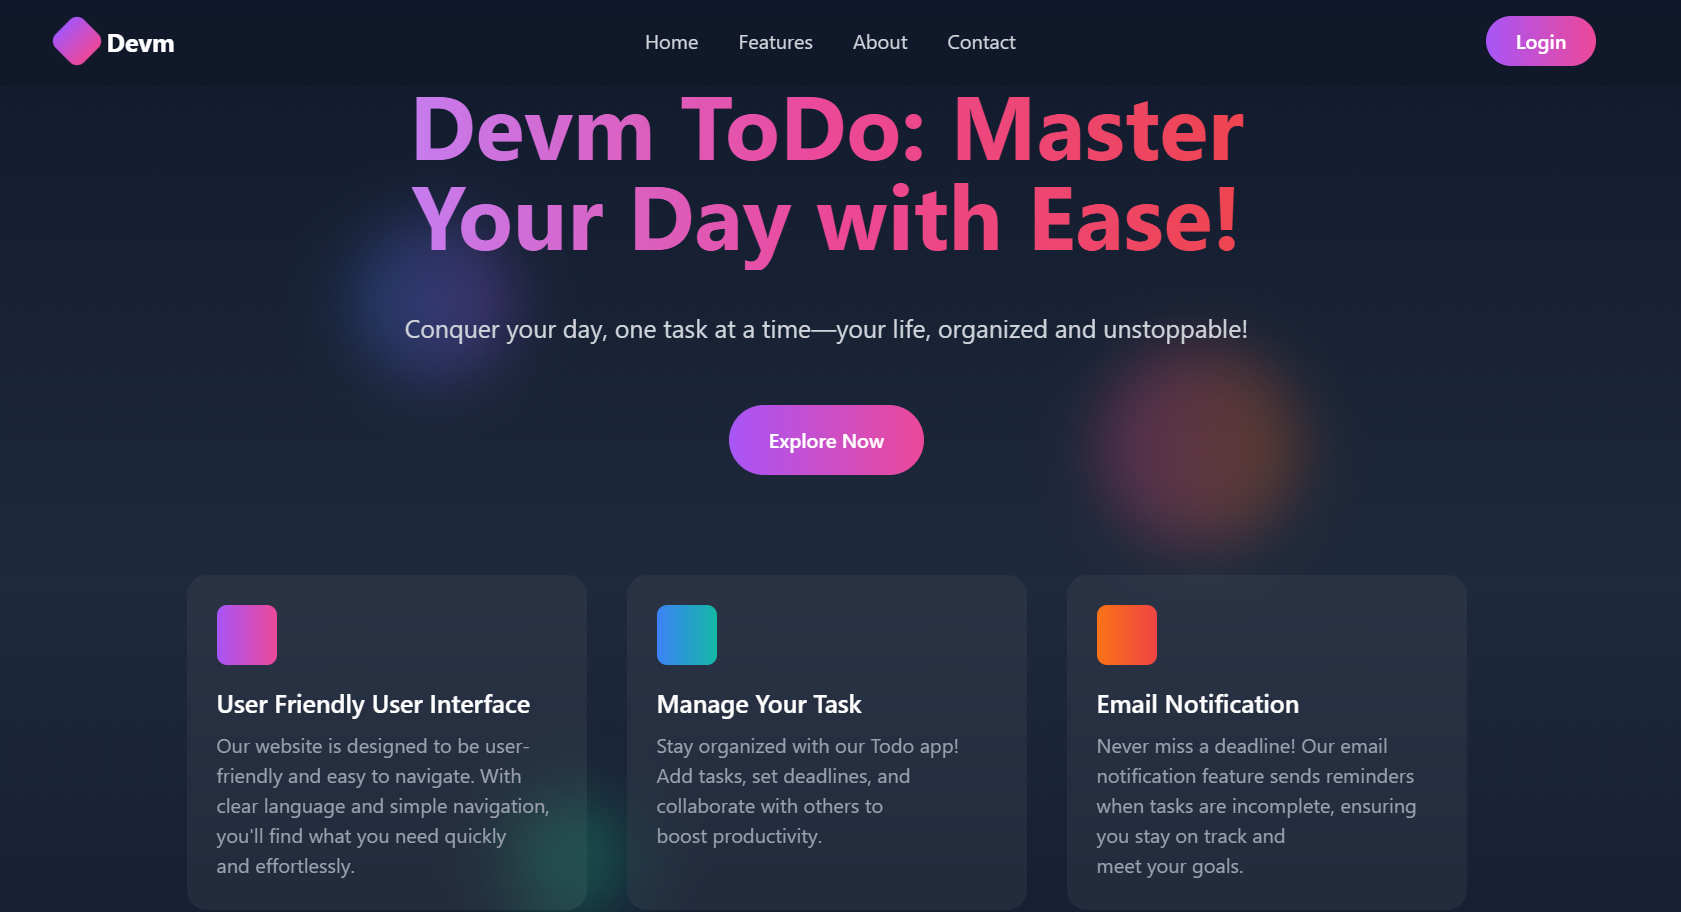 Devm
Home
Features
About
Contact
Login
Devm ToDo: Master
Your Day with Ease!
Conquer your day, one task at a time—your life, organized and unstoppable!
Explore Now
User Friendly User Interface
Our website is designed to be user-
friendly and easy to navigate. With
clear language and simple navigation,
you'll find what you need quickly
and effortlessly.
Manage Your Task
Stay organized with our Todo app!
Add tasks, set deadlines, and
collaborate with others to
boost productivity.
Email Notification
Never miss a deadline! Our email
notification feature sends reminders
when tasks are incomplete, ensuring
you stay on track and
meet your goals.